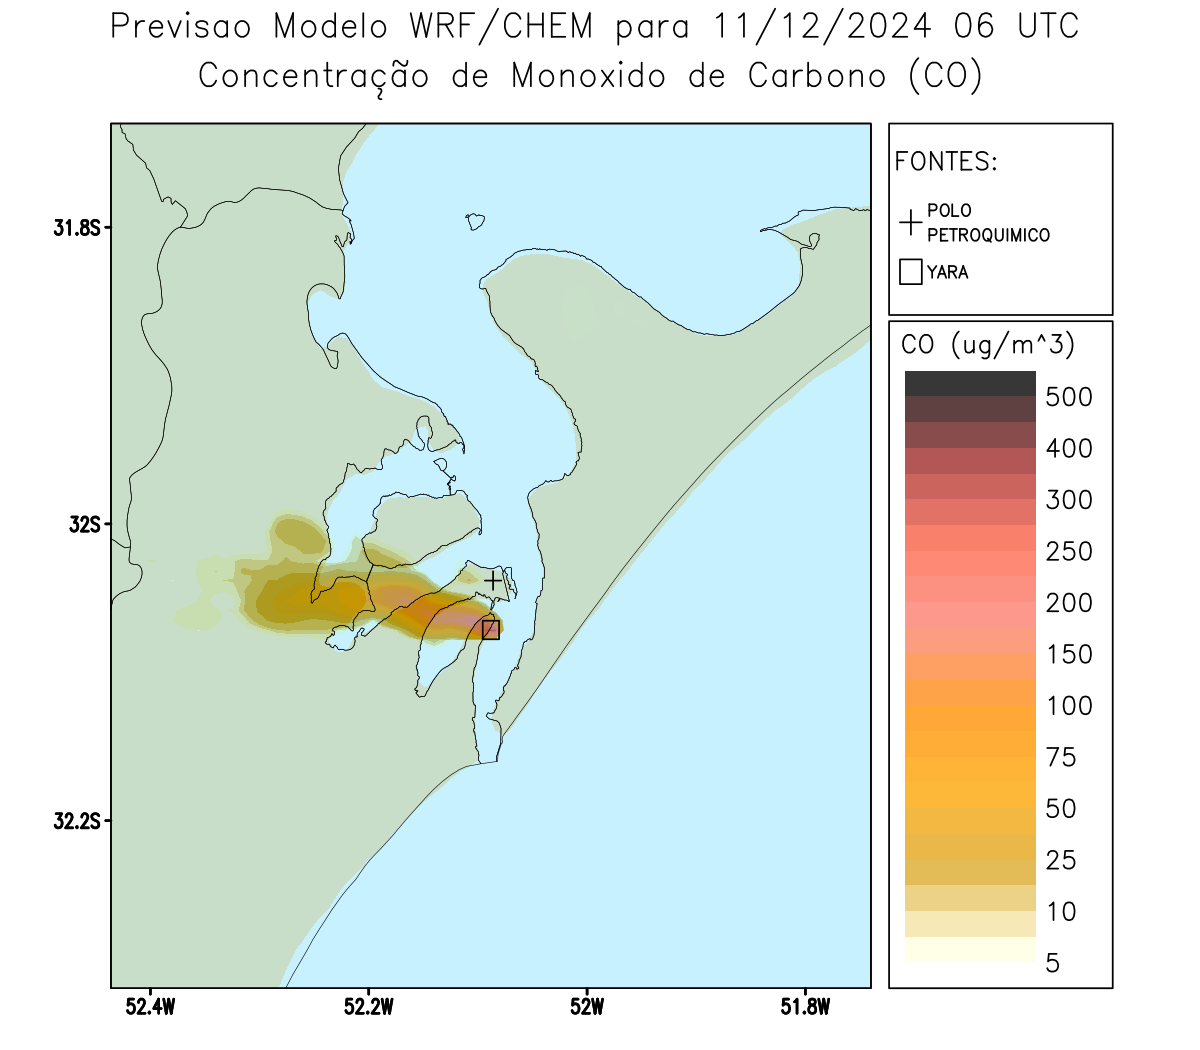 Previsao Modelo WRF/CHEM para 11/12/2024 06 UTC
Concentração de Monoxido de Carbono (CO)
FONTES:
POLO
PETROQUIMICO
YARA
CO (ug/m^3)
500
400
300
250
200
150
100
75
50
25
10
5
31.8S
32S
32.2S
52.4W
52.2W
52W
51.8W